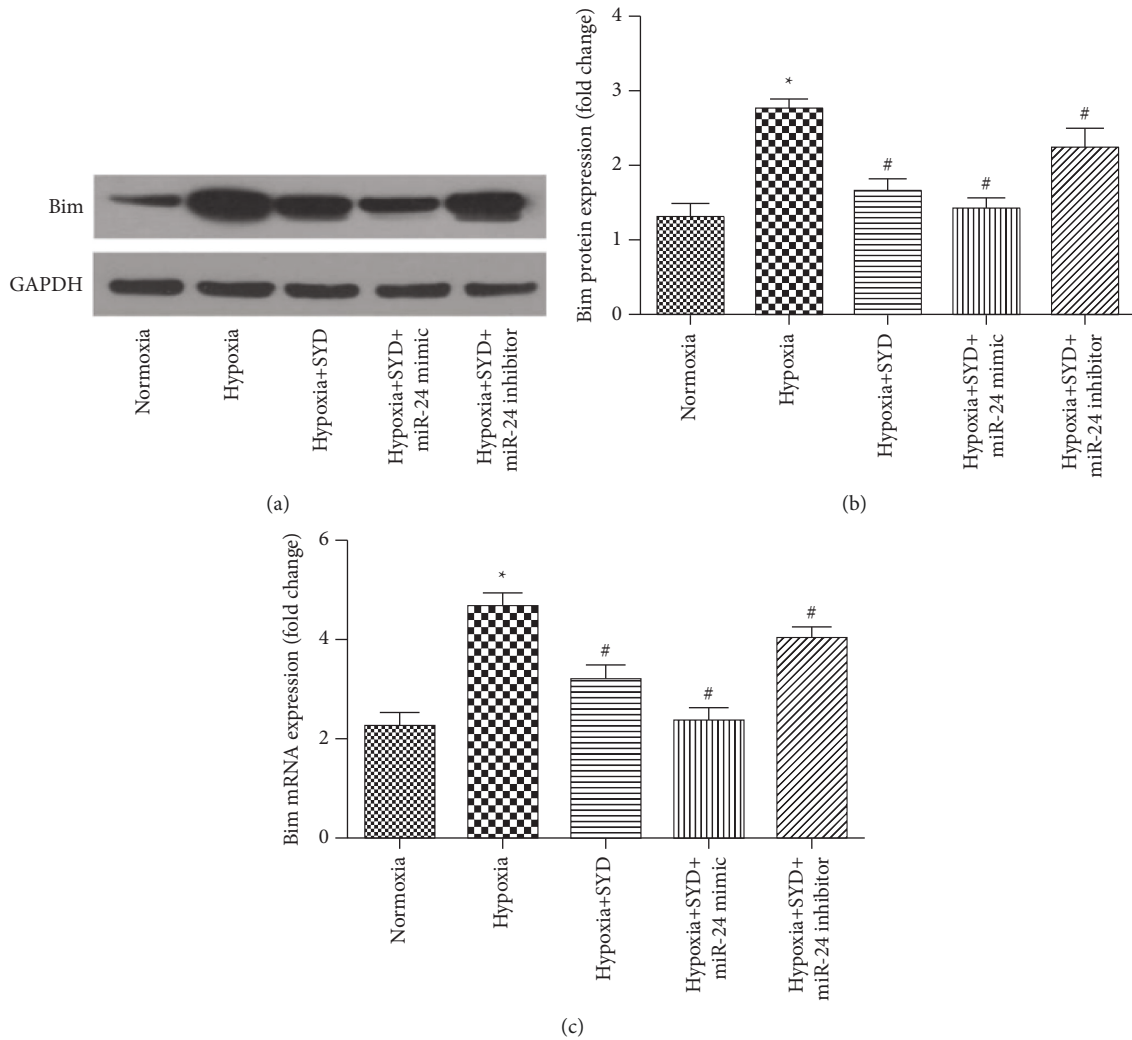 Bim
GAPDH
Normoxia
Hypoxia
Hypoxia+SYD
Hypoxia+SYD+
miR-24 mimic
Hypoxia+SYD+
miR-24 inhibitor
(a)
Bim protein expression (fold change)
4
3
2
1
0
*
#
#
#
Normoxia
Hypoxia
Hypoxia+SYD
Hypoxia+SYD+
miR-24 mimic
Hypoxia+SYD+
miR-24 inhibitor
(b)
Bim mRNA expression (fold change)
6
4
2
0
*
#
#
#
Normoxia
Hypoxia
Hypoxia+SYD
Hypoxia+SYD+
miR-24 mimic
Hypoxia+SYD+
miR-24 inhibitor
(c)